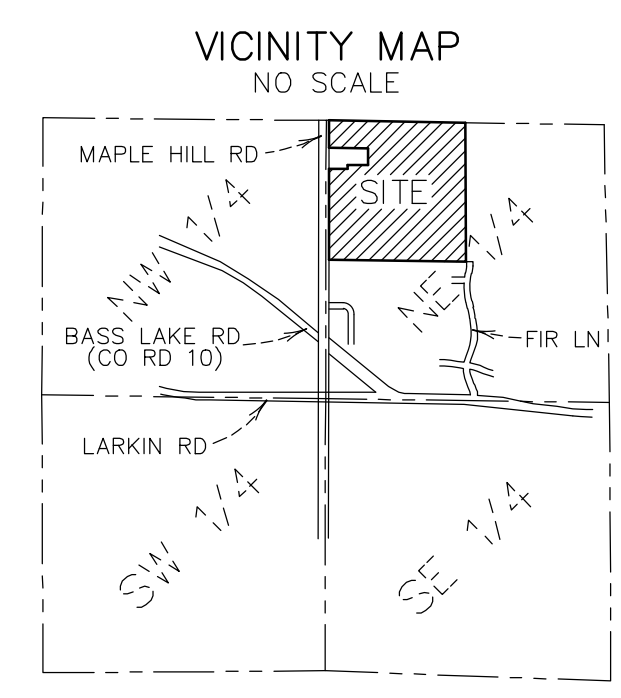 VICINITY MAP
NO SCALE
MAPLE HILL RD
SITE
NW 1/4
NE 1/4
BASS LAKE RD
(CO RD 10)
FIR LN
LARKIN RD
SW 1/4
SE 1/4